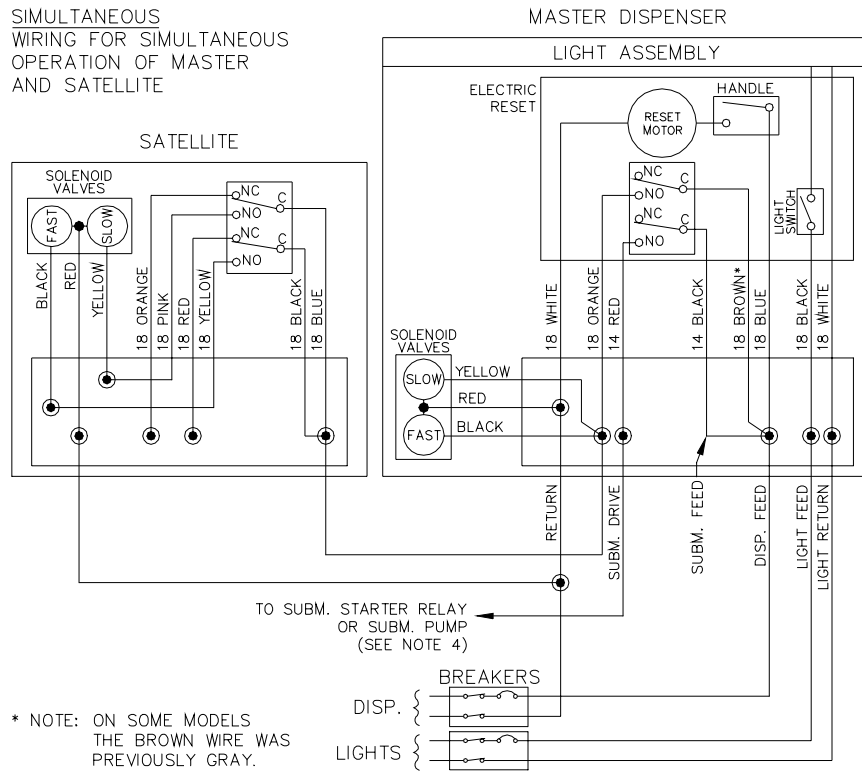 SIMULTANEOUS
WIRING FOR SIMULTANEOUS
OPERATION OF MASTER
AND SATELLITE
MASTER DISPENSER
LIGHT ASSEMBLY
ELECTRIC
RESET
RESET
MOTOR
HANDLE
NC
C
NO
NC
C
NO
LIGHT
SWITCH
SATELLITE
SOLENOID
VALVES
FAST
SLOW
NC
C
NO
NC
C
NO
BLACK
RED
YELLOW
18 ORANGE
18 PINK
18 RED
18 YELLOW
18 BLACK
18 BLUE
18 WHITE
18 ORANGE
14 RED
14 BLACK
18 BROWN*
18 BLUE
18 BLACK
18 WHITE
SOLENOID
VALVES
SLOW
FAST
YELLOW
RED
BLACK
RETURN
SUBM. DRIVE
SUBM. FEED
DISP. FEED
LIGHT FEED
LIGHT RETURN
TO SUBM. STARTER RELAY
OR SUBM. PUMP
(SEE NOTE 4)
BREAKERS
DISP.
LIGHTS
* NOTE: ON SOME MODELS
THE BROWN WIRE WAS
PREVIOUSLY GRAY.